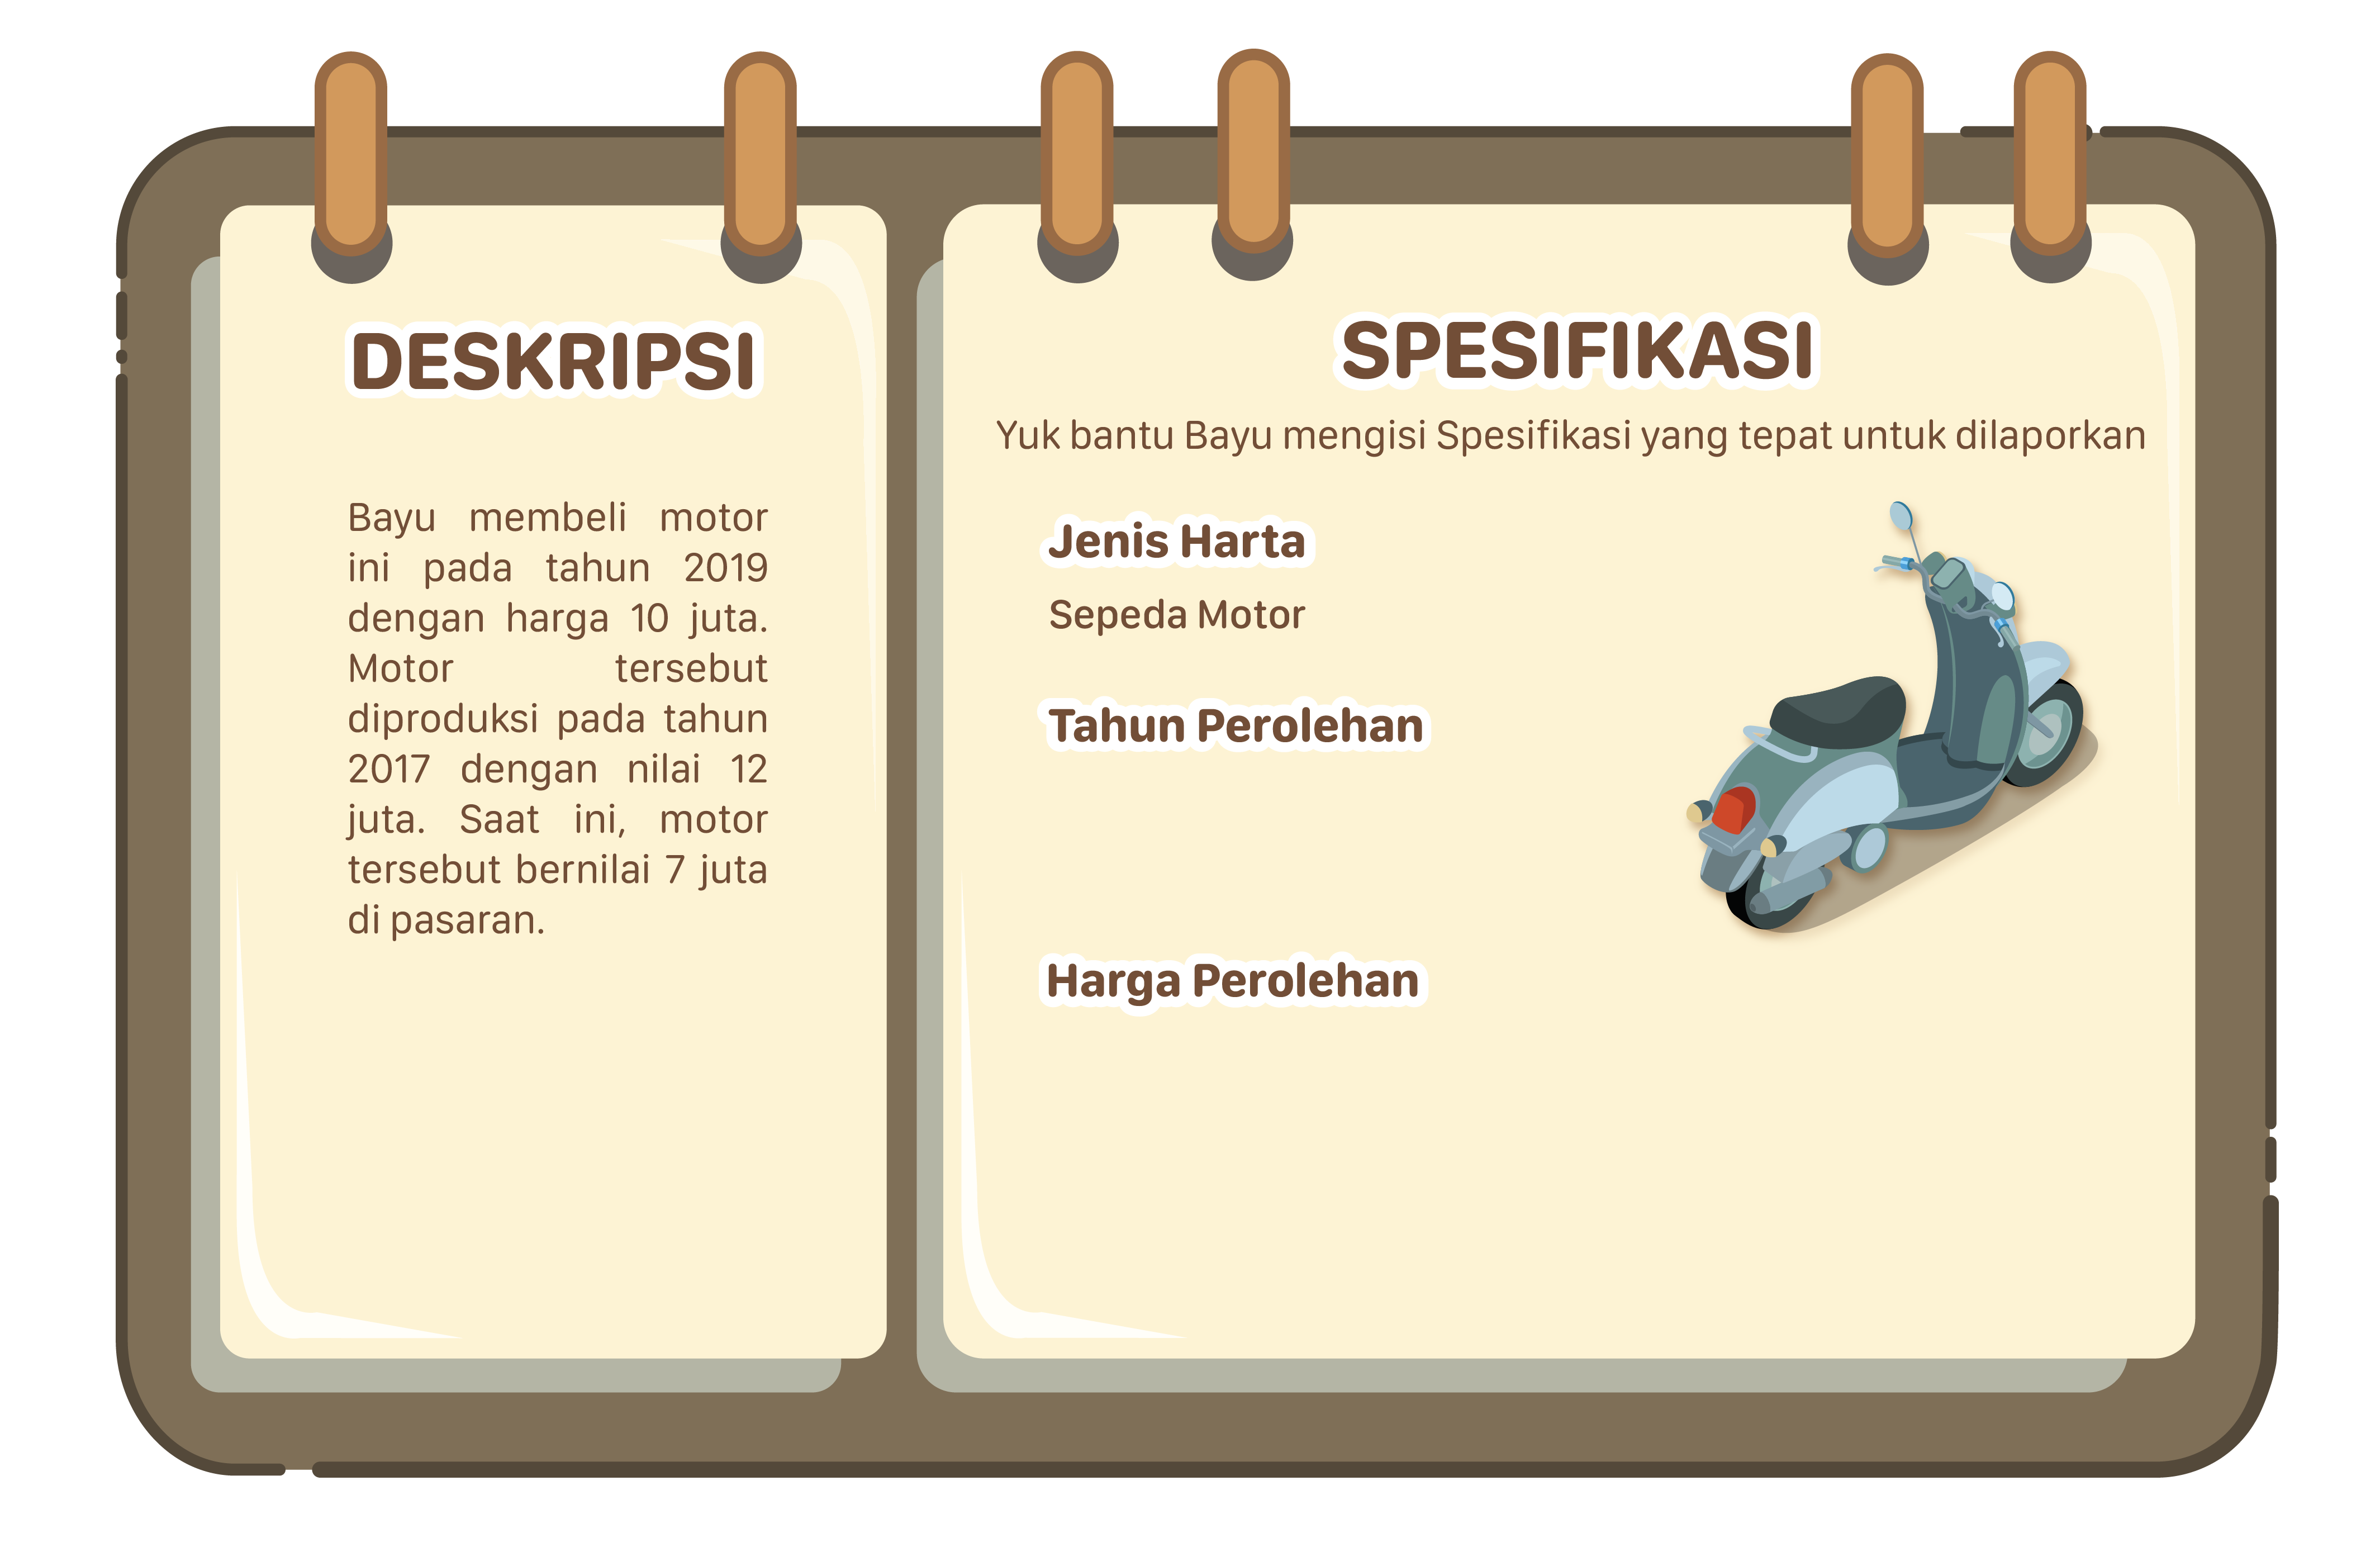 DESKRIPSI
Bayu membeli motor
ini pada tahun 2019
dengan harga 10 juta.
Motor tersebut
diproduksi pada tahun
2017 dengan nilai 12
juta. Saat ini, motor
tersebut bernilai 7 juta
di pasaran.
SPESIFIKASI
Yuk bantu Bayu mengisi Spesifikasi yang tepat untuk dilaporkan
Jenis Harta
Sepeda Motor
Tahun Perolehan
Harga Perolehan